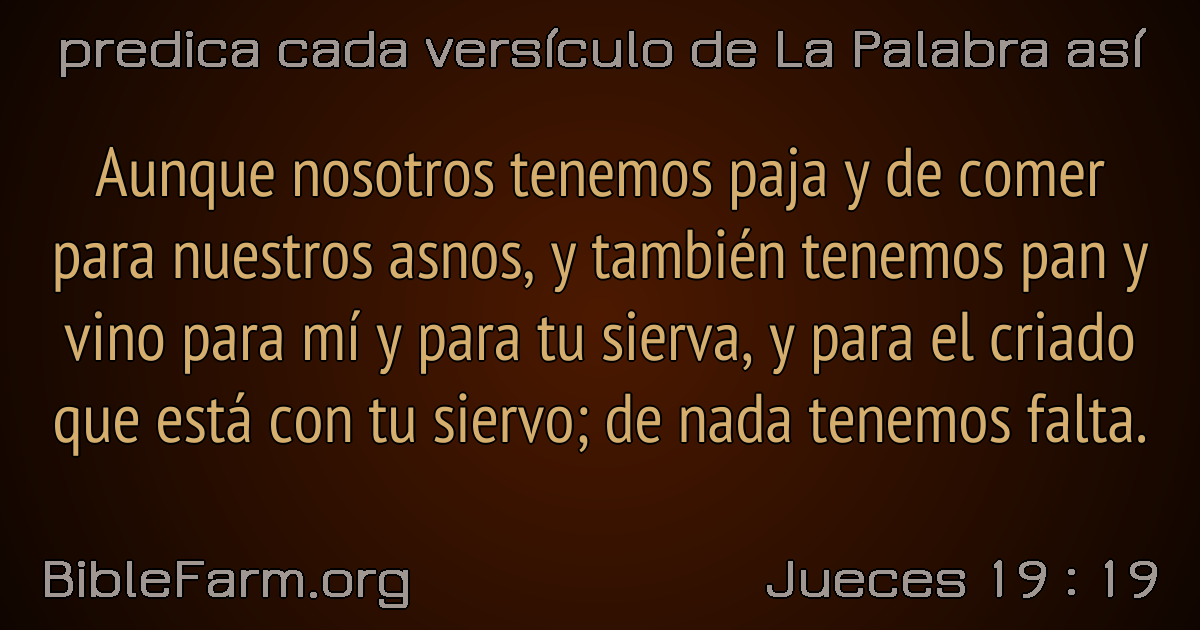 predica cada versículo de La Palabra así
Aunque nosotros tenemos paja y de comer
para nuestros asnos, y también tenemos pan y
vino para mí y para tu sierva, y para el criado
que está con tu siervo; de nada tenemos falta.
BibleFarm.org
Jueces 19 : 19